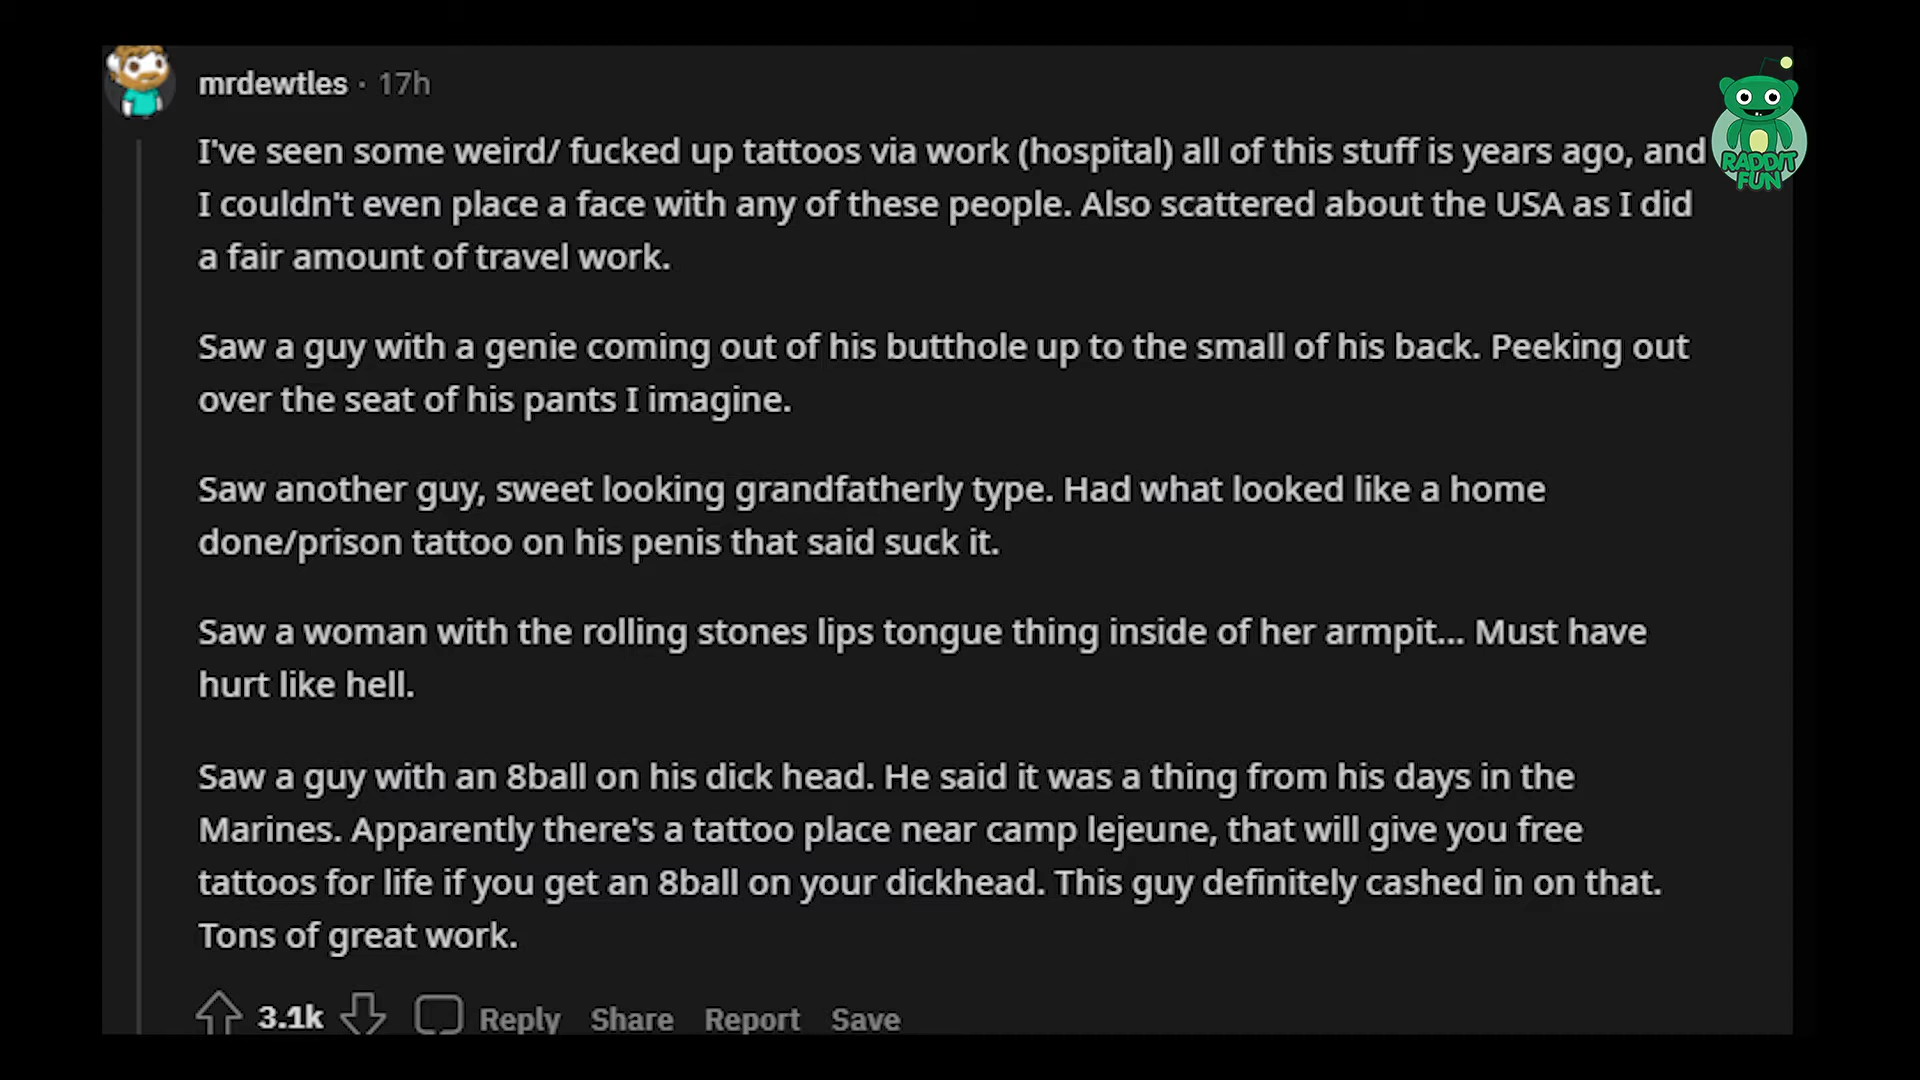 mrdewtles · 17h
I've seen some weird/ fucked up tattoos via work (hospital) all of this stuff is years ago, and
I couldn't even place a face with any of these people. Also scattered about the USA as I did
a fair amount of travel work.
Saw a guy with a genie coming out of his butthole up to the small of his back. Peeking out
over the seat of his pants I imagine.
Saw another guy, sweet looking grandfatherly type. Had what looked like a home
done/prison tattoo on his penis that said suck it.
Saw a woman with the rolling stones lips tongue thing inside of her armpit... Must have
hurt like hell.
Saw a guy with an 8ball on his dick head. He said it was a thing from his days in the
Marines. Apparently there's a tattoo place near camp lejeune, that will give you free
tattoos for life if you get an 8ball on your dickhead. This guy definitely cashed in on that.
Tons of great work.
3.1k Reply Share Report Save
RADDIT
FUN